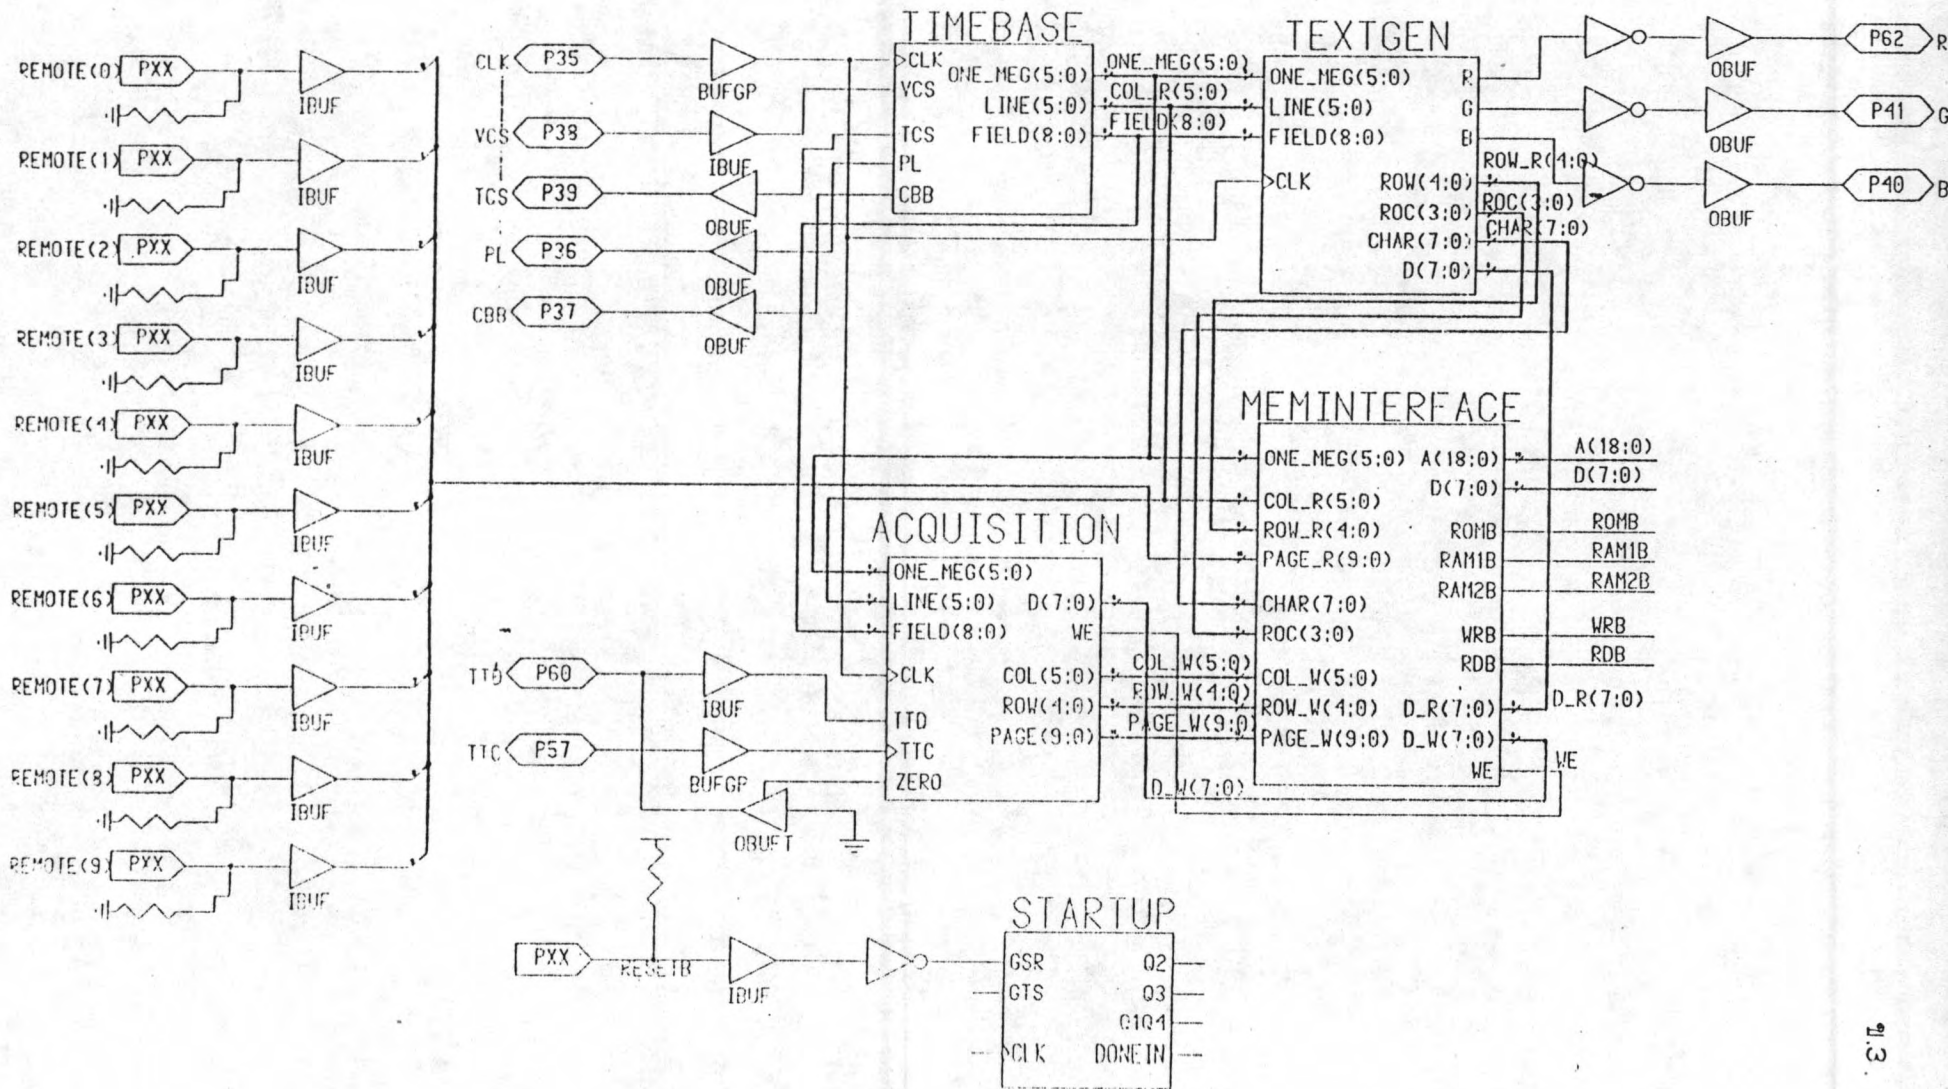 REMOTE(0) PXX
IBUF
REMOTE(1) PXX
IBUF
REMOTE(2) PXX
IBUF
REMOTE(3) PXX
IBUF
REMOTE(4) PXX
IBUF
REMOTE(5) PXX
IBUF
REMOTE(6) PXX
IBUF
REMOTE(7) PXX
IBUF
REMOTE(8) PXX
IBUF
REMOTE(9) PXX
IBUF
CLK P35
BUFGP
VCS P38
IBUF
TCS P39
OBUF
PL P36
OBUF
CBB P37
OBUF
TIMEBASE
CLK
ONE_MEG(5:0)
VCS
LINE(5:0)
TCS
FIELD(8:0)
PL
CBB
ONE_MEG(5:0)
COL_R(5:0)
FIELD(8:0)
TEXTGEN
ONE_MEG(5:0) R
LINE(5:0) G
FIELD(8:0) B
CLK
ROW(4:0)
ROC(3:0)
CHAR(7:0)
D(7:0)
ROW_R(4:0)
ROC(3:0)
CHAR(7:0)
OBUF
P62 R
OBUF
P41 G
OBUF
P40 B
MEMINTERFACE
ONE_MEG(5:0) A(18:0)
D(7:0)
COL_R(5:0)
ROW_R(4:0) ROMB
PAGE_R(9:0) RAM1B
RAM2B
CHAR(7:0)
ROC(3:0) WRB
RDB
COL_W(5:0)
ROW_W(4:0) D_R(7:0)
PAGE_W(9:0) D_W(7:0)
WE
A(18:0)
D(7:0)
ROMB
RAM1B
RAM2B
WRB
RDB
D_R(7:0)
WE
ACQUISITION
ONE_MEG(5:0)
LINE(5:0) D(7:0)
FIELD(8:0) WE
CLK COL(5:0)
ROW(4:0)
TTD
PAGE(9:0)
TTC
ZERO
COL_W(5:0)
ROW_W(4:0)
PAGE_W(9:0)
D_W(7:0)
TTD P60
IBUF
TTC P57
BUFGP
OBUFT
PXX
RESETB
IBUF
STARTUP
GSR Q2
GTS Q3
Q1Q4
CLK DONEIN